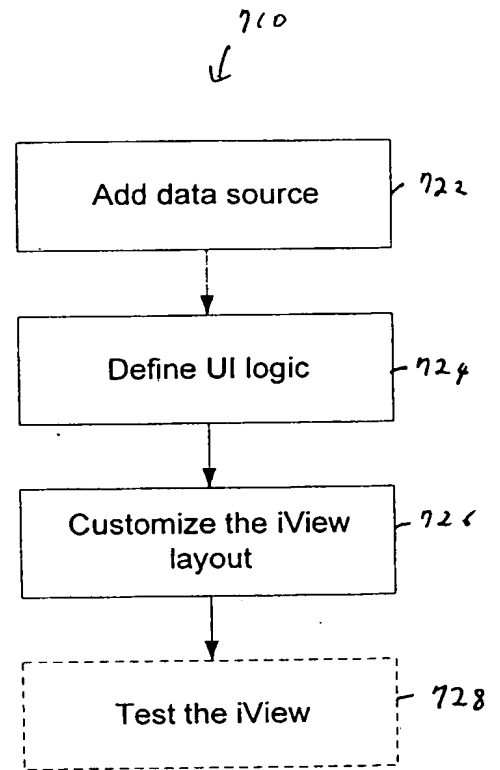 710
Add data source
722
Define UI logic
724
Customize the iView
layout
726
Test the iView
728